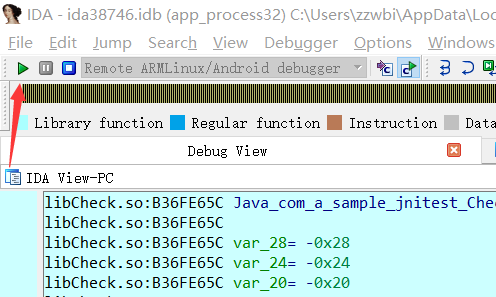 IDA - ida38746.idb (app_process32) C:\Users\zzwbi\AppData\Loc
File Edit Jump Search View Debugger Options Windows
Remote ARMLinux/Android debugger
Library function Regular function Instruction Data
Debug View
IDA View-PC
libCheck.so:B36FE65C Java_com_a_sample_jnitest_Che
libCheck.so:B36FE65C
libCheck.so:B36FE65C var_28= -0x28
libCheck.so:B36FE65C var_24= -0x24
libCheck.so:B36FE65C var_20= -0x20